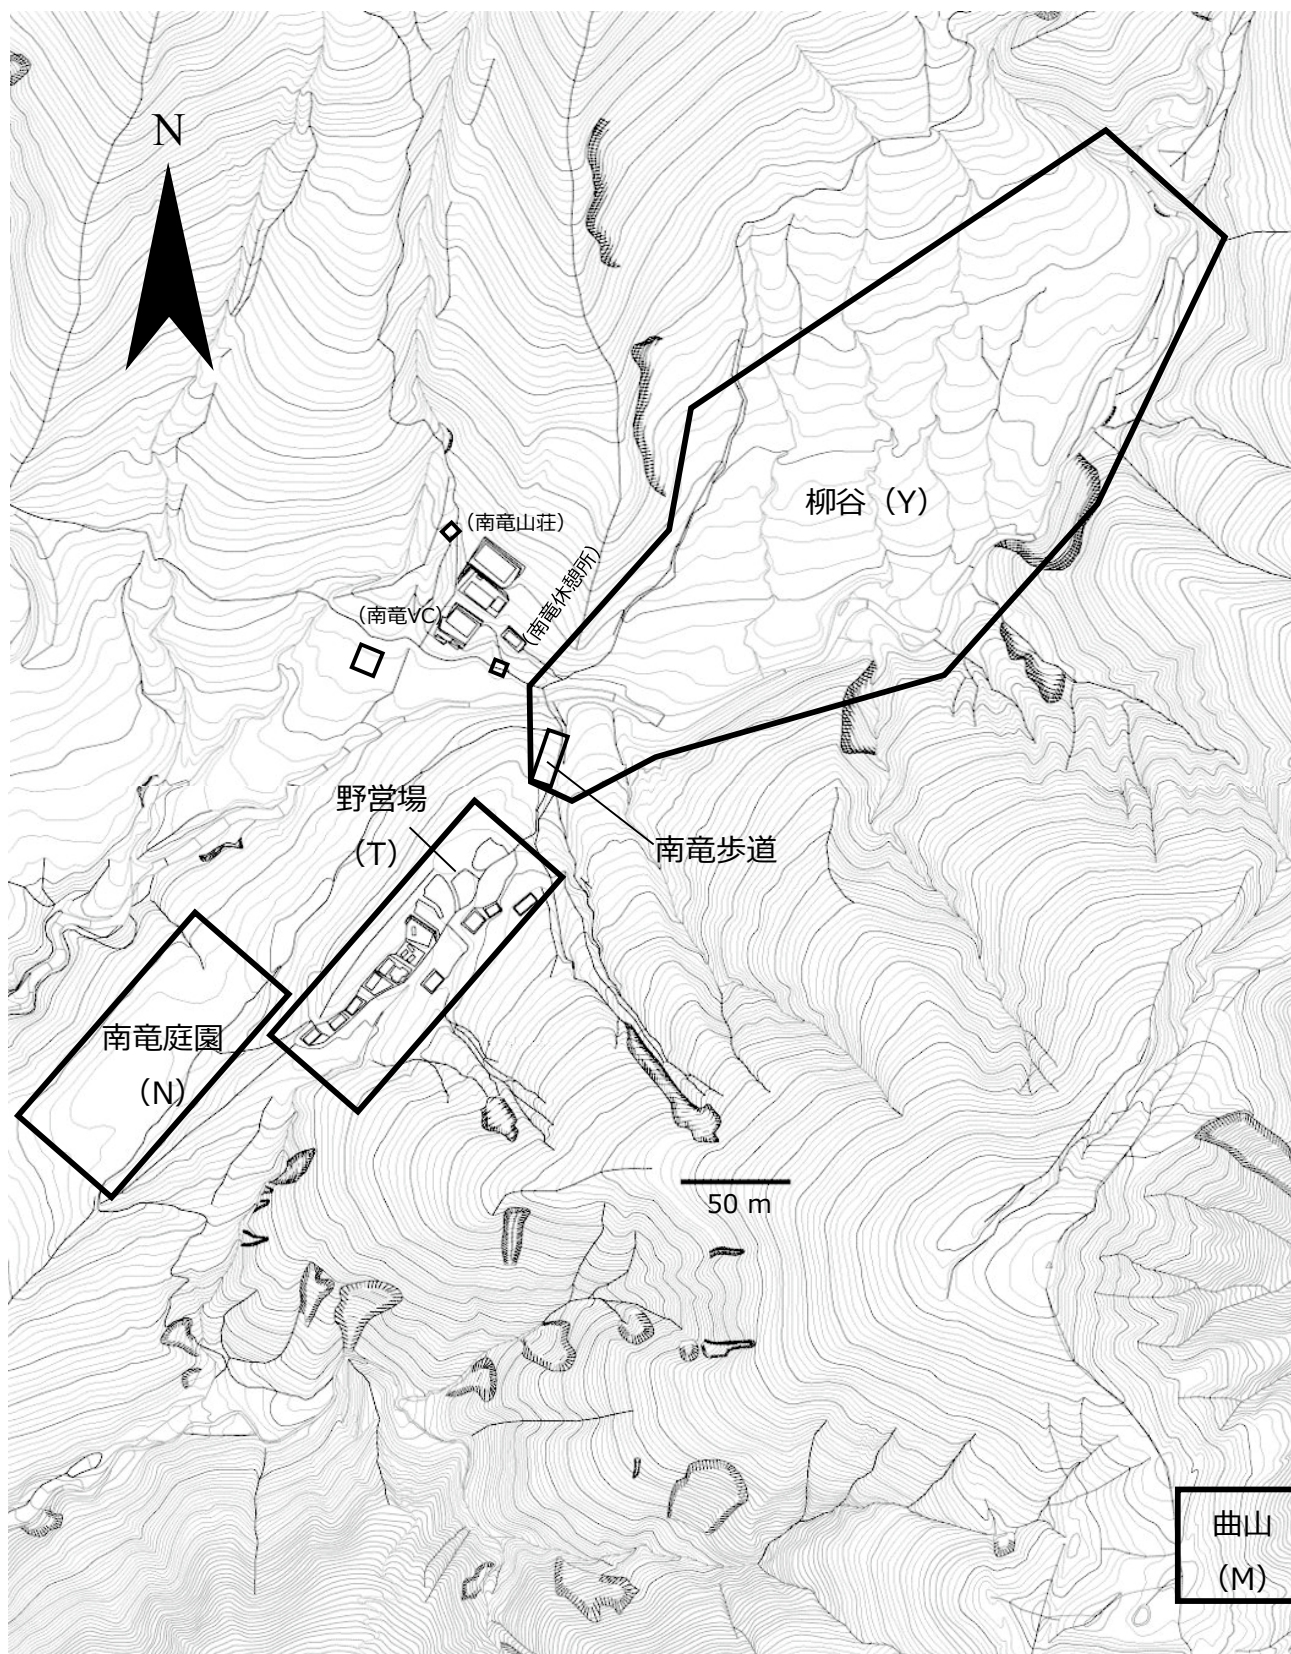 N
柳谷（Y）
（南竜山荘）
（南竜休憩所）
（南竜VC）
野営場
（T）
南竜歩道
南竜庭園
（N）
50 m
曲山
（M）